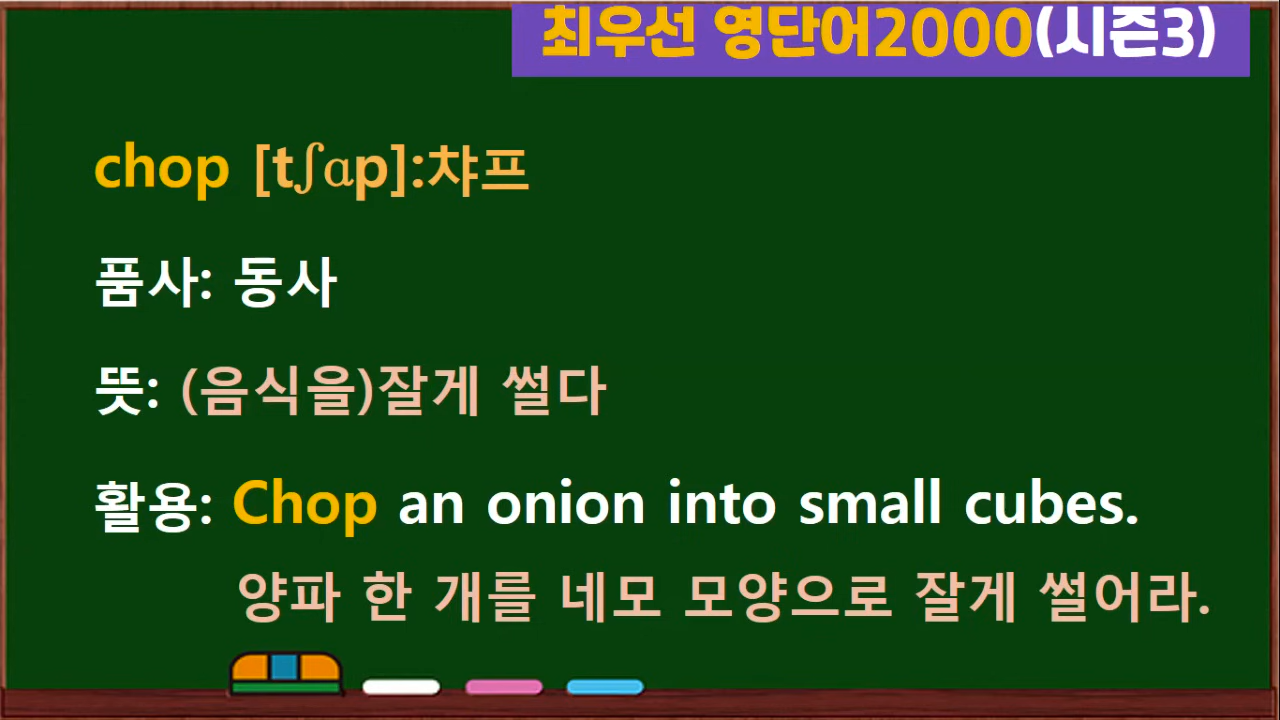 최우선 영단어2000(시즌3)
chop [tʃɑp]:챠프
품사: 동사
뜻: (음식을)잘게 썰다
활용: Chop an onion into small cubes.
양파 한 개를 네모 모양으로 잘게 썰어라.